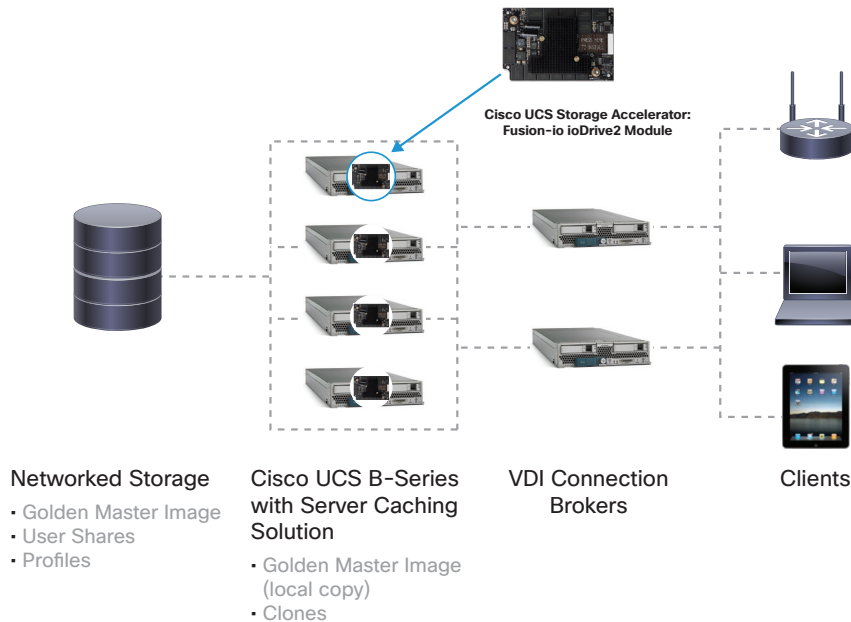 Cisco UCS Storage Accelerator:
Fusion-io ioDrive2 Module
Networked Storage
• Golden Master Image
• User Shares
• Profiles
Cisco UCS B-Series
with Server Caching
Solution
• Golden Master Image
(local copy)
• Clones
VDI Connection
Brokers
Clients